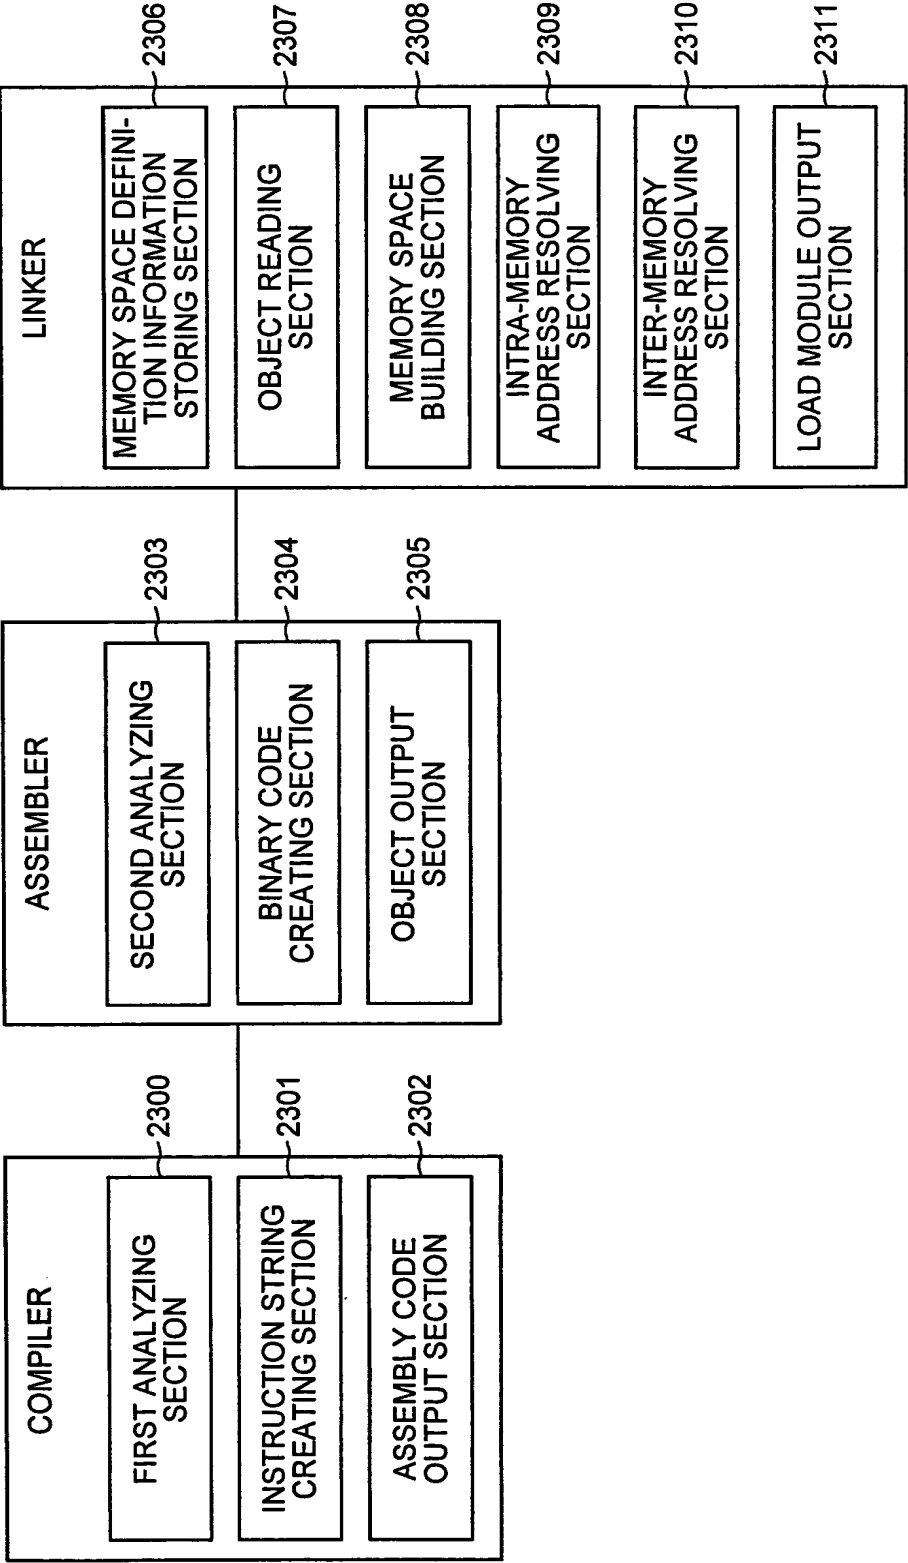 COMPILER
FIRST ANALYZING
SECTION
2300
INSTRUCTION STRING
CREATING SECTION
2301
ASSEMBLY CODE
OUTPUT SECTION
2302
ASSEMBLER
SECOND ANALYZING
SECTION
2303
BINARY CODE
CREATING SECTION
2304
OBJECT OUTPUT
SECTION
2305
LINKER
MEMORY SPACE DEFINI-
TION INFORMATION
STORING SECTION
2306
OBJECT READING
SECTION
2307
MEMORY SPACE
BUILDING SECTION
2308
INTRA-MEMORY
ADDRESS RESOLVING
SECTION
2309
INTER-MEMORY
ADDRESS RESOLVING
SECTION
2310
LOAD MODULE OUTPUT
SECTION
2311